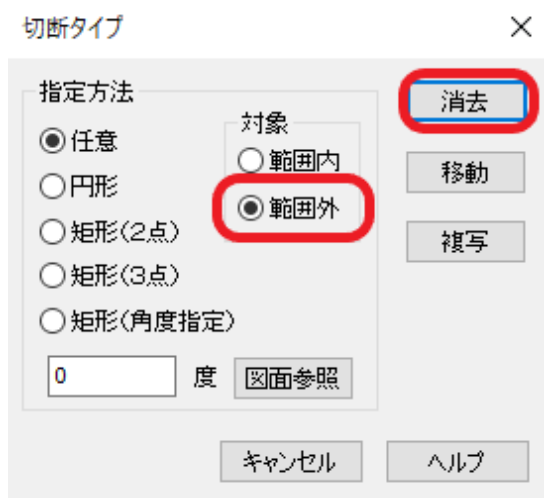 切断タイプ
指定方法
任意
円形
矩形(2点)
矩形(3点)
矩形(角度指定)
0 度 図面参照
対象
範囲内
範囲外
消去
移動
複写
キャンセル ヘルプ